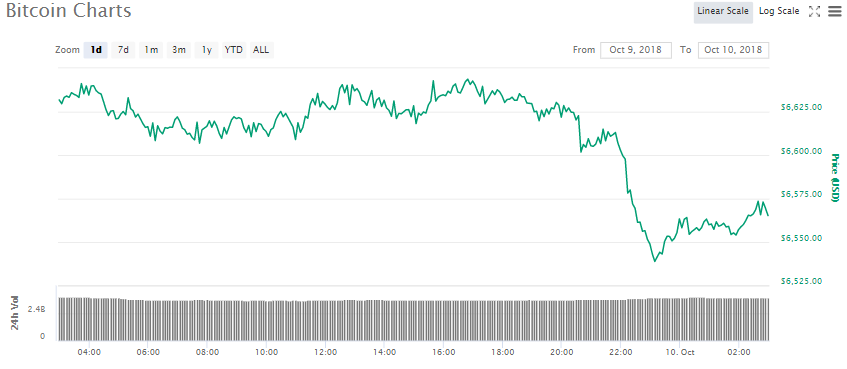 Bitcoin Charts
Linear Scale Log Scale
Zoom 1d 7d 1m 3m 1y YTD ALL From Oct 9, 2018 To Oct 10, 2018
$6,625.00
$6,600.00
$6,575.00
$6,550.00
$6,525.00
Price (USD)
24h Vol
2.4B
0
04:00 06:00 08:00 10:00 12:00 14:00 16:00 18:00 20:00 22:00 10. Oct 02:00